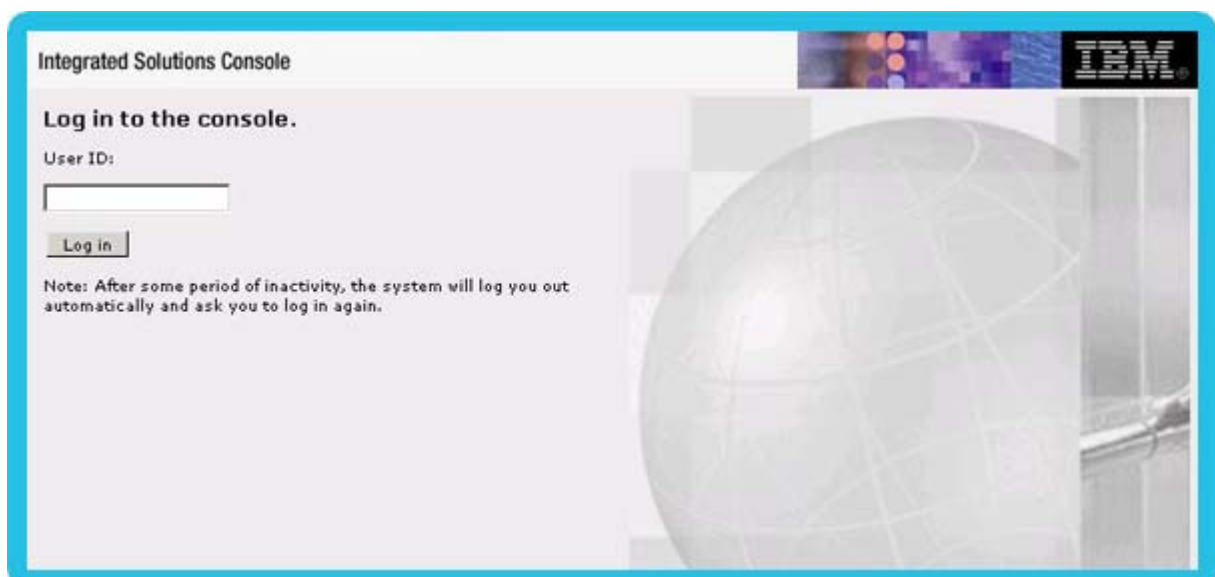 Integrated Solutions Console
IBM®
Log in to the console.
User ID:
Log in
Note: After some period of inactivity, the system will log you out
automatically and ask you to log in again.